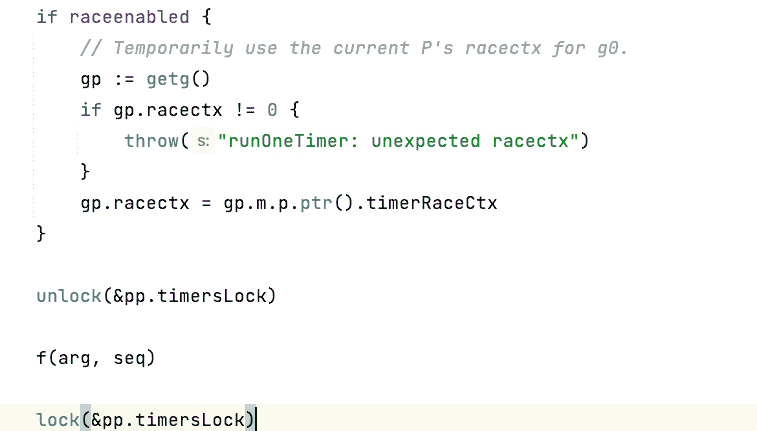 if raceenabled {
// Temporarily use the current P's racectx for g0.
gp := getg()
if gp.racectx != 0 {
throw( s: "runOneTimer: unexpected racectx")
}
gp.racectx = gp.m.p.ptr().timerRaceCtx
}
unlock(&pp.timersLock)
f(arg, seq)
lock(&pp.timersLock)